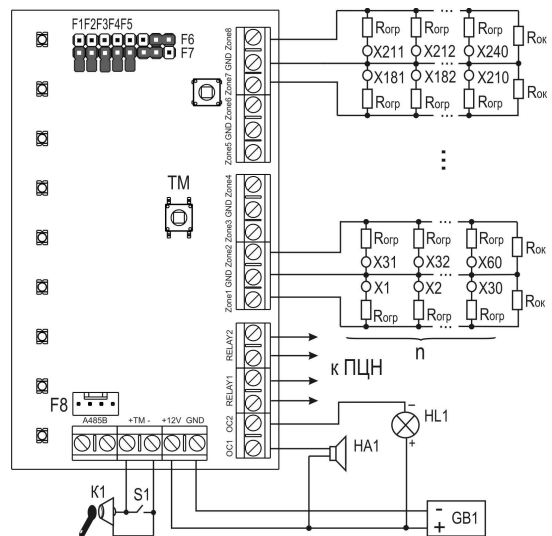 F1F2F3F4F5
F6
F7
TM
F8
A485B
+TM -
+12V GND
Zone7 GND Zone8
Zone5 GND Zone6
Zone3 GND Zone4
Zone1 GND Zone2
RELAY2
RELAY1
OC2
OC1
Rогр Rогр Rогр
X211 X212 X240
X181 X182 X210
Rогр Rогр Rогр
Rок
Rок
...
...
...
Rогр Rогр Rогр
X31 X32 X60
X1 X2 X30
Rогр Rогр Rогр
Rок
Rок
...
...
n
к ПЦН
HL1
−
+
HA1
К1
S1
-
+
GB1